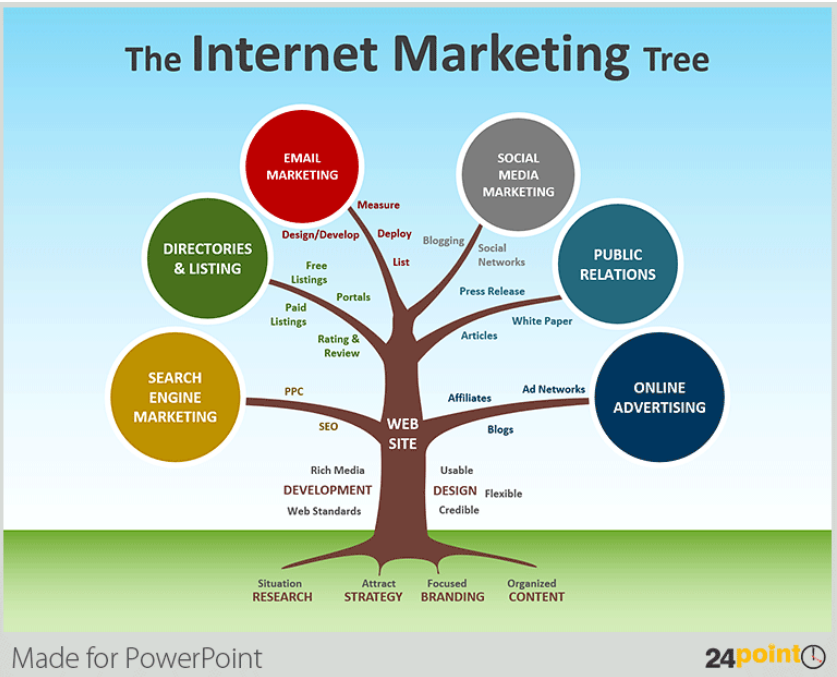 The Internet Marketing Tree
EMAIL
MARKETING
SOCIAL
MEDIA
MARKETING
DIRECTORIES
& LISTING
PUBLIC
RELATIONS
SEARCH
ENGINE
MARKETING
ONLINE
ADVERTISING
Measure
Design/Develop
Deploy
List
Blogging
Social
Networks
Free
Listings
Portals
Paid
Listings
Rating &
Review
Press Release
White Paper
Articles
PPC
SEO
Affiliates
Ad Networks
Blogs
WEB
SITE
Rich Media
DEVELOPMENT
Web Standards
Usable
DESIGN
Flexible
Credible
Situation
RESEARCH
Attract
STRATEGY
Focused
BRANDING
Organized
CONTENT
Made for PowerPoint
24point